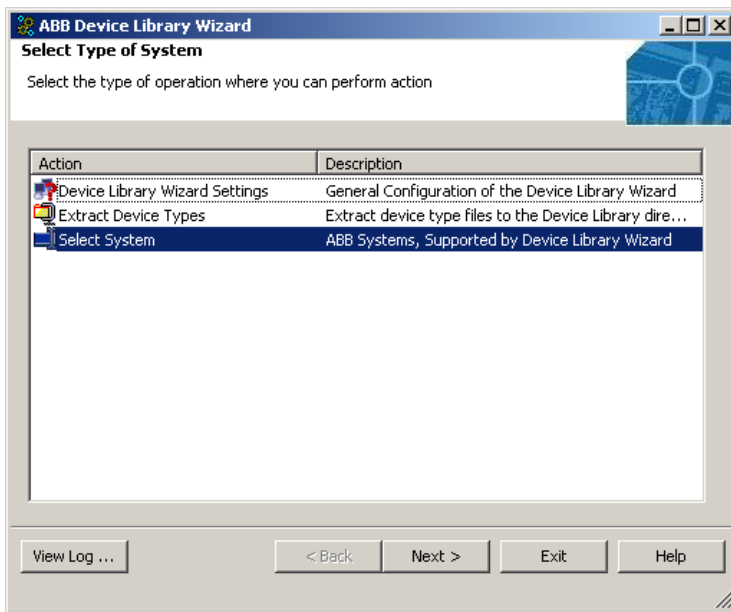 ABB Device Library Wizard
Select Type of System
Select the type of operation where you can perform action
Action Description
Device Library Wizard Settings General Configuration of the Device Library Wizard
Extract Device Types Extract device type files to the Device Library dire...
Select System ABB Systems, Supported by Device Library Wizard
View Log ... < Back Next > Exit Help